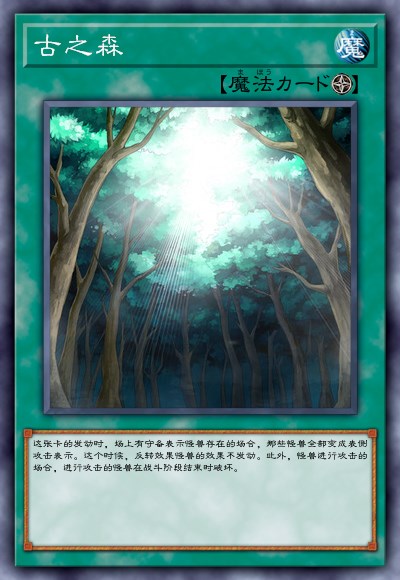 古之森
魔
まほう
【魔法カード】
这张卡的发动时，场上有守备表示怪兽存在的场合，那些怪兽全部变成表侧
攻击表示。这个时候，反转效果怪兽的效果不发动。此外，怪兽进行攻击的
场合，进行攻击的怪兽在战斗阶段结束时破坏。